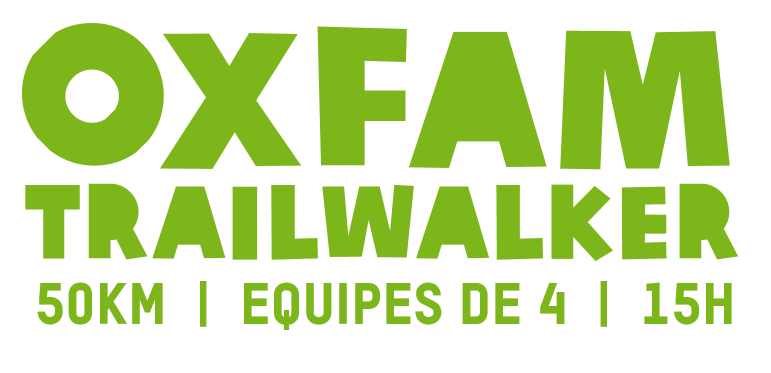 OXFAM
TRAILWALKER
50KM | EQUIPES DE 4 | 15H